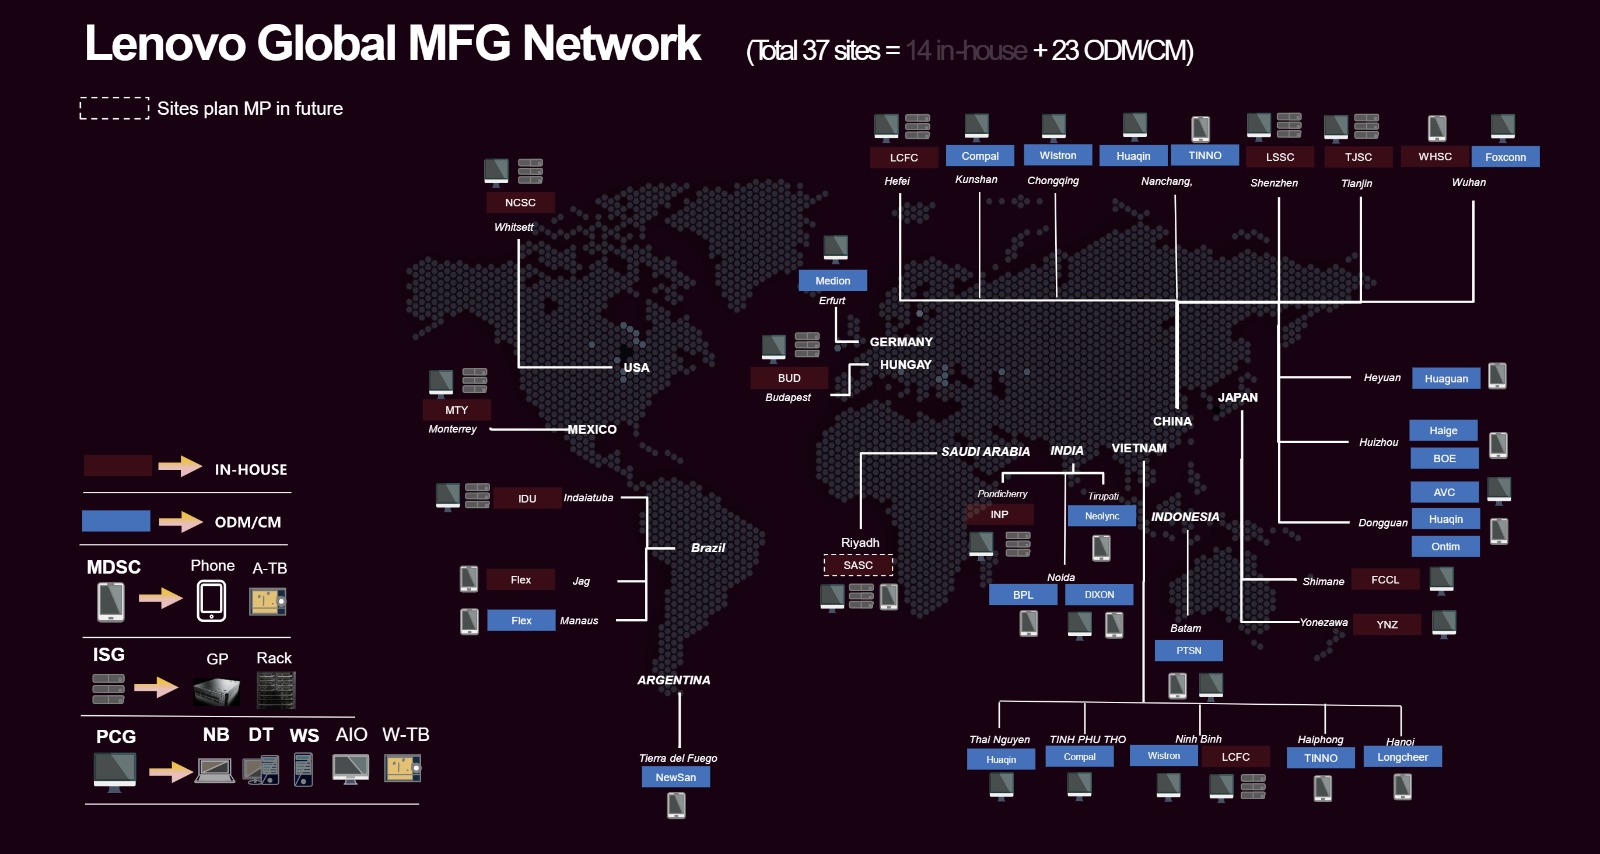 Lenovo Global MFG Network
(Total 37 sites = 14 in-house + 23 ODM/CM)
Sites plan MP in future
NCSC
Whitsett
USA
MTY
Monterrey
MEXICO
IN-HOUSE
ODM/CM
MDSC
Phone
A-TB
ISG
GP
Rack
PCG
NB
DT
WS
AIO
W-TB
IDU
Indaiatuba
Brazil
Flex
Jag
Flex
Manaus
ARGENTINA
Tierra del Fuego
NewSan
Medion
Erfurt
GERMANY
HUNGAY
BUD
Budapest
LCFC
Hefei
Compal
Kunshan
Wistron
Chongqing
Huaqin
TINNO
Nanchang,
LSSC
Shenzhen
TJSC
Tianjin
WHSC
Foxconn
Wuhan
CHINA
Heyuan
Huaguan
Huizhou
Haige
BOE
Dongguan
AVC
Huaqin
Ontim
JAPAN
Shimane
FCCL
Yonezawa
YNZ
SAUDI ARABIA
Riyadh
SASC
INDIA
Pondicherry
INP
Tirupati
Neolync
Noida
BPL
DIXON
VIETNAM
INDONESIA
Batam
PTSN
Thai Nguyen
Huaqin
TINH PHU THO
Compal
Ninh Binh
Wistron
LCFC
Haiphong
TINNO
Hanoi
Longcheer